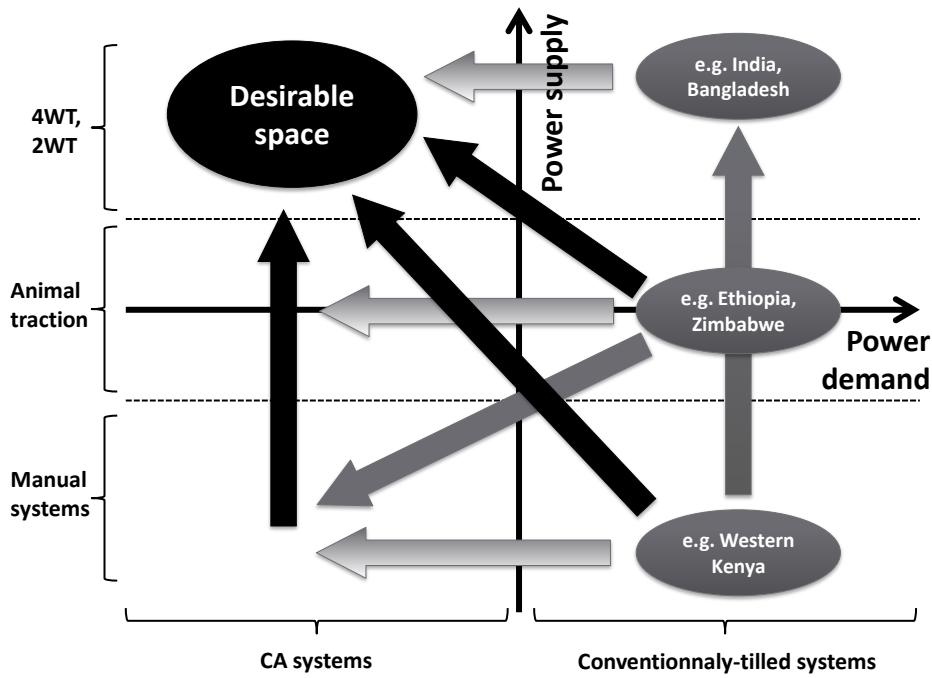 Power supply
Desirable
space
e.g. India,
Bangladesh
4WT,
2WT
Animal
traction
e.g. Ethiopia,
Zimbabwe
Power
demand
Manual
systems
e.g. Western
Kenya
CA systems
Conventionnaly-tilled systems